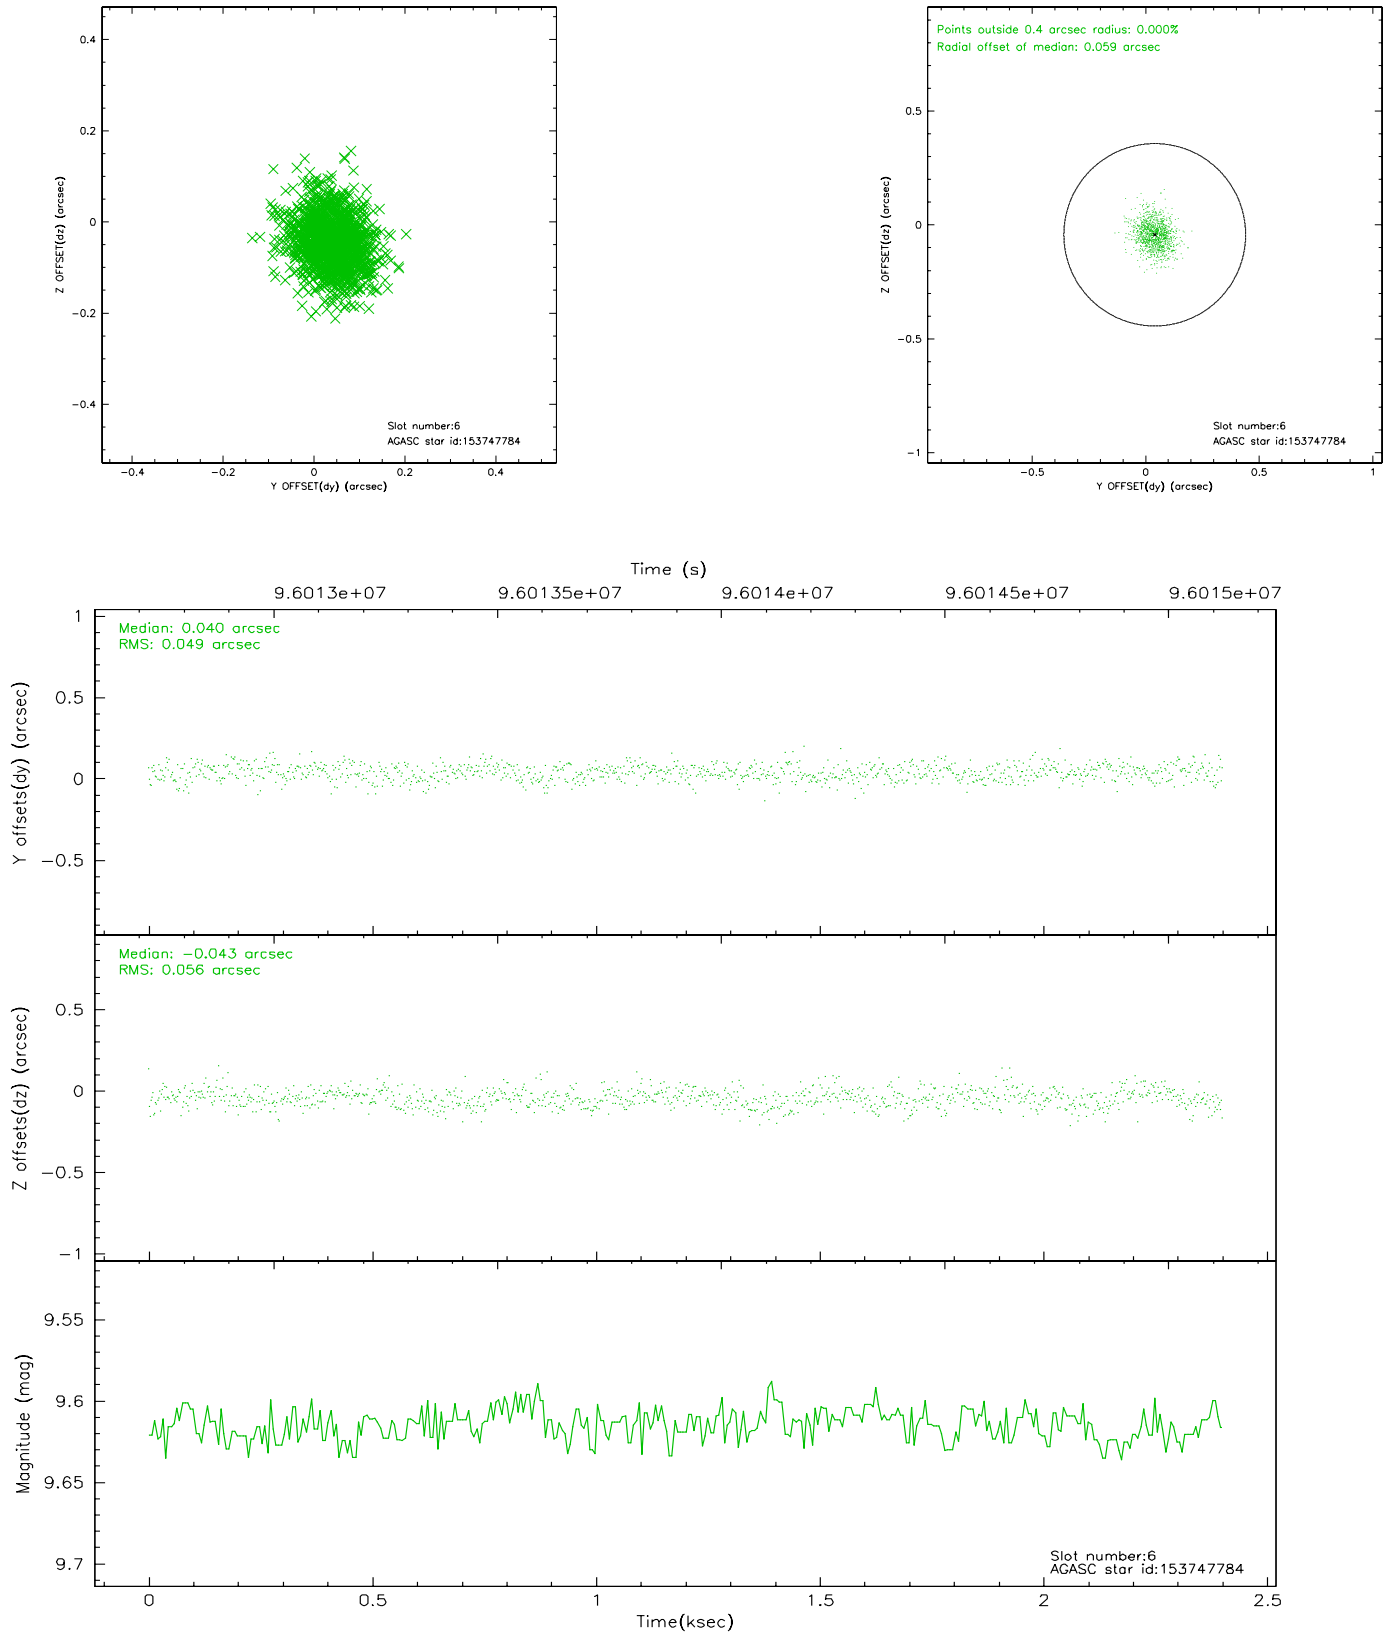 0.4
0.2
0
−0.2
−0.4
Z OFFSET(dz) (arcsec)
Slot number:6
AGASC star id:153747784
−0.4 −0.2 0 0.2 0.4
Y OFFSET(dy) (arcsec)
Points outside 0.4 arcsec radius: 0.000%
Radial offset of median: 0.059 arcsec
0.5
0
−0.5
−1
Z OFFSET(dz) (arcsec)
Slot number:6
AGASC star id:153747784
−0.5 0 0.5 1
Y OFFSET(dy) (arcsec)
Time (s)
9.6013e+07 9.60135e+07 9.6014e+07 9.60145e+07 9.6015e+07
Median: 0.040 arcsec
RMS: 0.049 arcsec
1
0.5
0
−0.5
Y offsets(dy) (arcsec)
Median: −0.043 arcsec
RMS: 0.056 arcsec
0.5
0
−0.5
−1
Z offsets(dz) (arcsec)
9.55
9.6
9.65
9.7
Magnitude (mag)
Slot number:6
AGASC star id:153747784
0 0.5 1 1.5 2 2.5
Time(ksec)